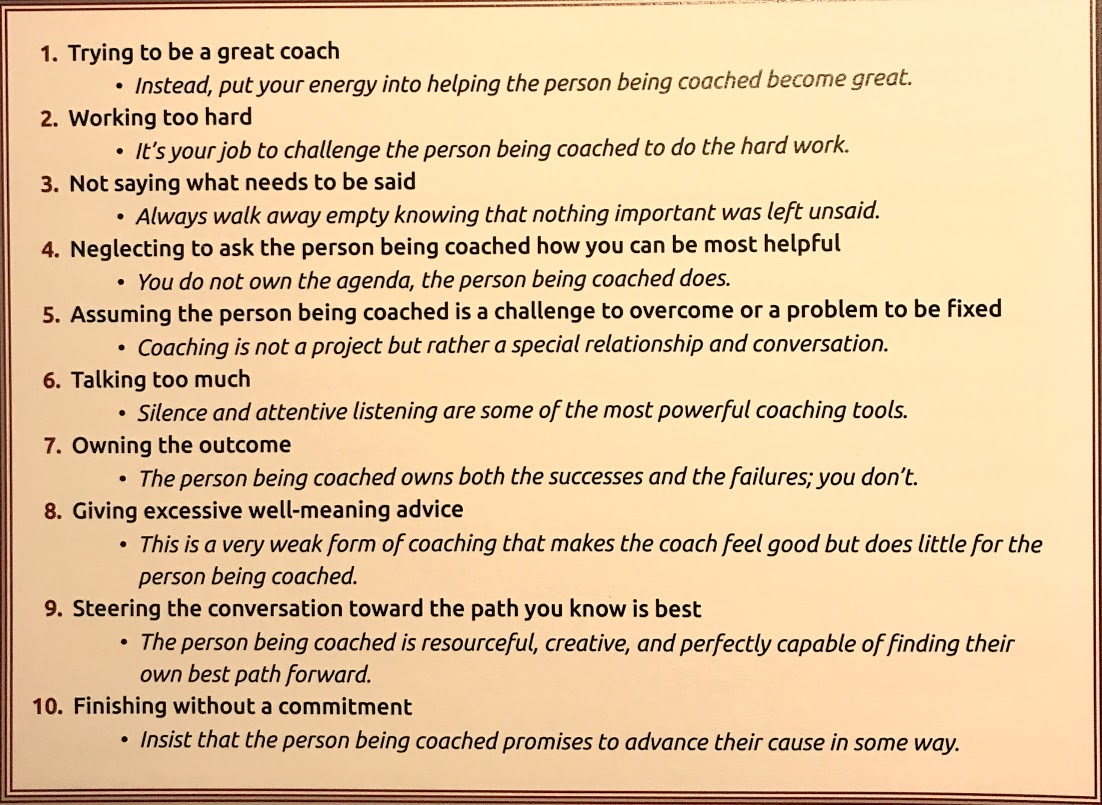 1. Trying to be a great coach
• Instead, put your energy into helping the person being coached become great.
2. Working too hard
• It's your job to challenge the person being coached to do the hard work.
3. Not saying what needs to be said
• Always walk away empty knowing that nothing important was left unsaid.
4. Neglecting to ask the person being coached how you can be most helpful
• You do not own the agenda, the person being coached does.
5. Assuming the person being coached is a challenge to overcome or a problem to be fixed
• Coaching is not a project but rather a special relationship and conversation.
6. Talking too much
• Silence and attentive listening are some of the most powerful coaching tools.
7. Owning the outcome
• The person being coached owns both the successes and the failures; you don't.
8. Giving excessive well-meaning advice
• This is a very weak form of coaching that makes the coach feel good but does little for the
person being coached.
9. Steering the conversation toward the path you know is best
• The person being coached is resourceful, creative, and perfectly capable of finding their
own best path forward.
10. Finishing without a commitment
• Insist that the person being coached promises to advance their cause in some way.